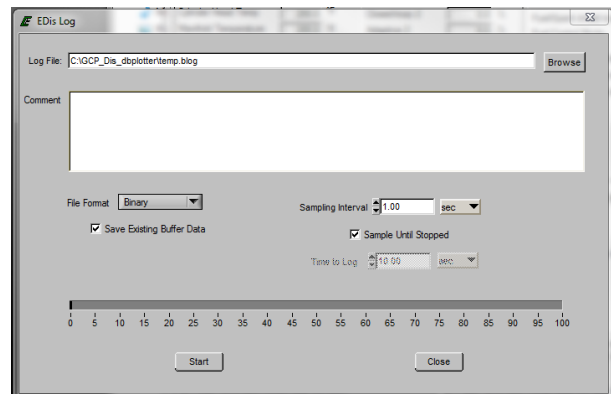 EDis Log
Log File: C:\GCP_Dis_dbplotter\temp.blog Browse
Comment
File Format Binary
Sampling Interval 1.00 sec
Save Existing Buffer Data
Sample Until Stopped
Time to Log 10.00 sec
0 5 10 15 20 25 30 35 40 45 50 55 60 65 70 75 80 85 90 95 100
Start Close